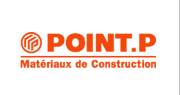 POINT.P
Matériaux de Construction